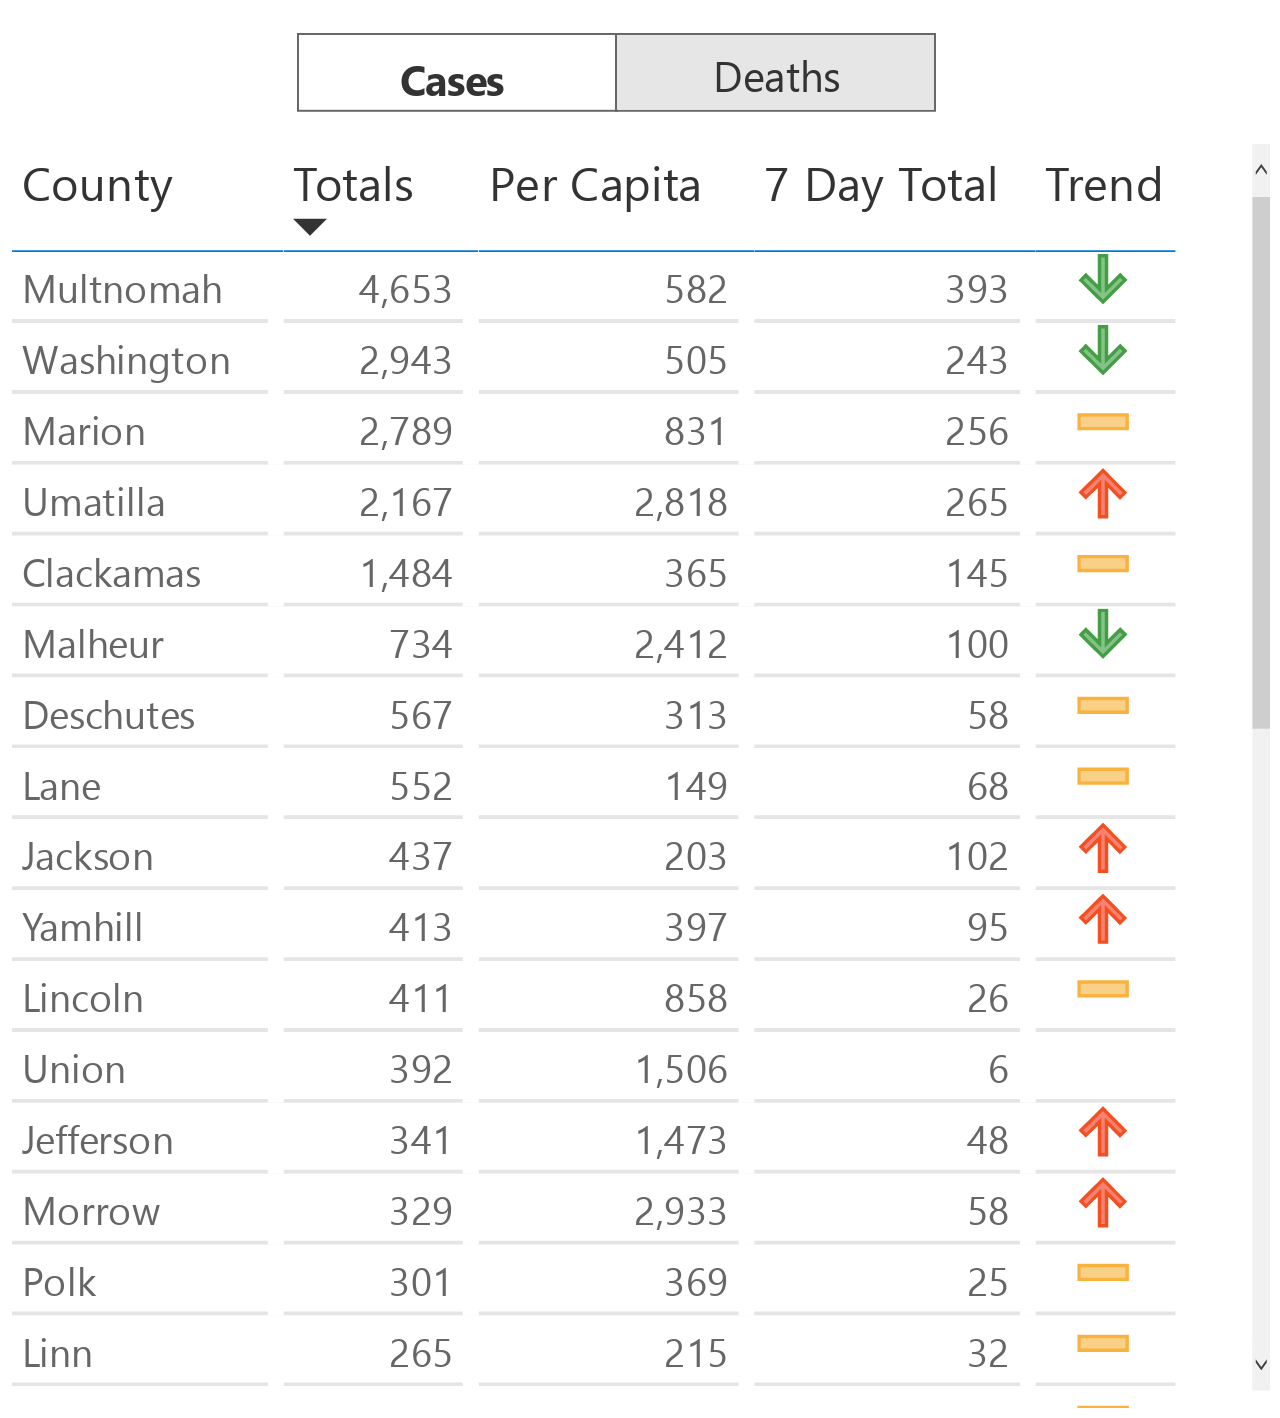 Cases Deaths
County Totals Per Capita 7 Day Total Trend
Multnomah 4,653 582 393
Washington 2,943 505 243
Marion 2,789 831 256
Umatilla 2,167 2,818 265
Clackamas 1,484 365 145
Malheur 734 2,412 100
Deschutes 567 313 58
Lane 552 149 68
Jackson 437 203 102
Yamhill 413 397 95
Lincoln 411 858 26
Union 392 1,506 6
Jefferson 341 1,473 48
Morrow 329 2,933 58
Polk 301 369 25
Linn 265 215 32